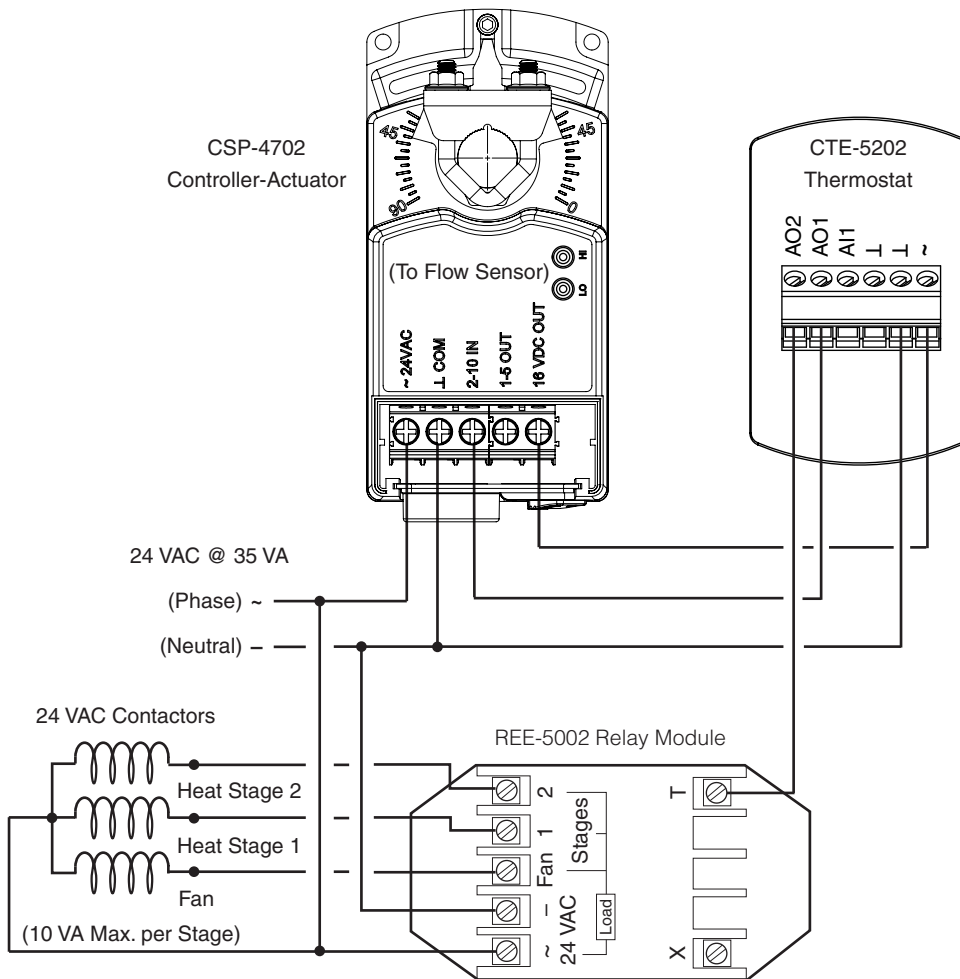 CSP-4702
Controller-Actuator
45
45
90
0
(To Flow Sensor)
HI
LO
~ 24VAC
⊥ COM
2-10 IN
1-5 OUT
16 VDC OUT
CTE-5202
Thermostat
AO2
AO1
AI1
⊥
⊥
~
24 VAC @ 35 VA
(Phase) ~
(Neutral) –
24 VAC Contactors
Heat Stage 2
Heat Stage 1
Fan
(10 VA Max. per Stage)
REE-5002 Relay Module
2
1
Fan
Stages
–
~
24 VAC
Load
T
X